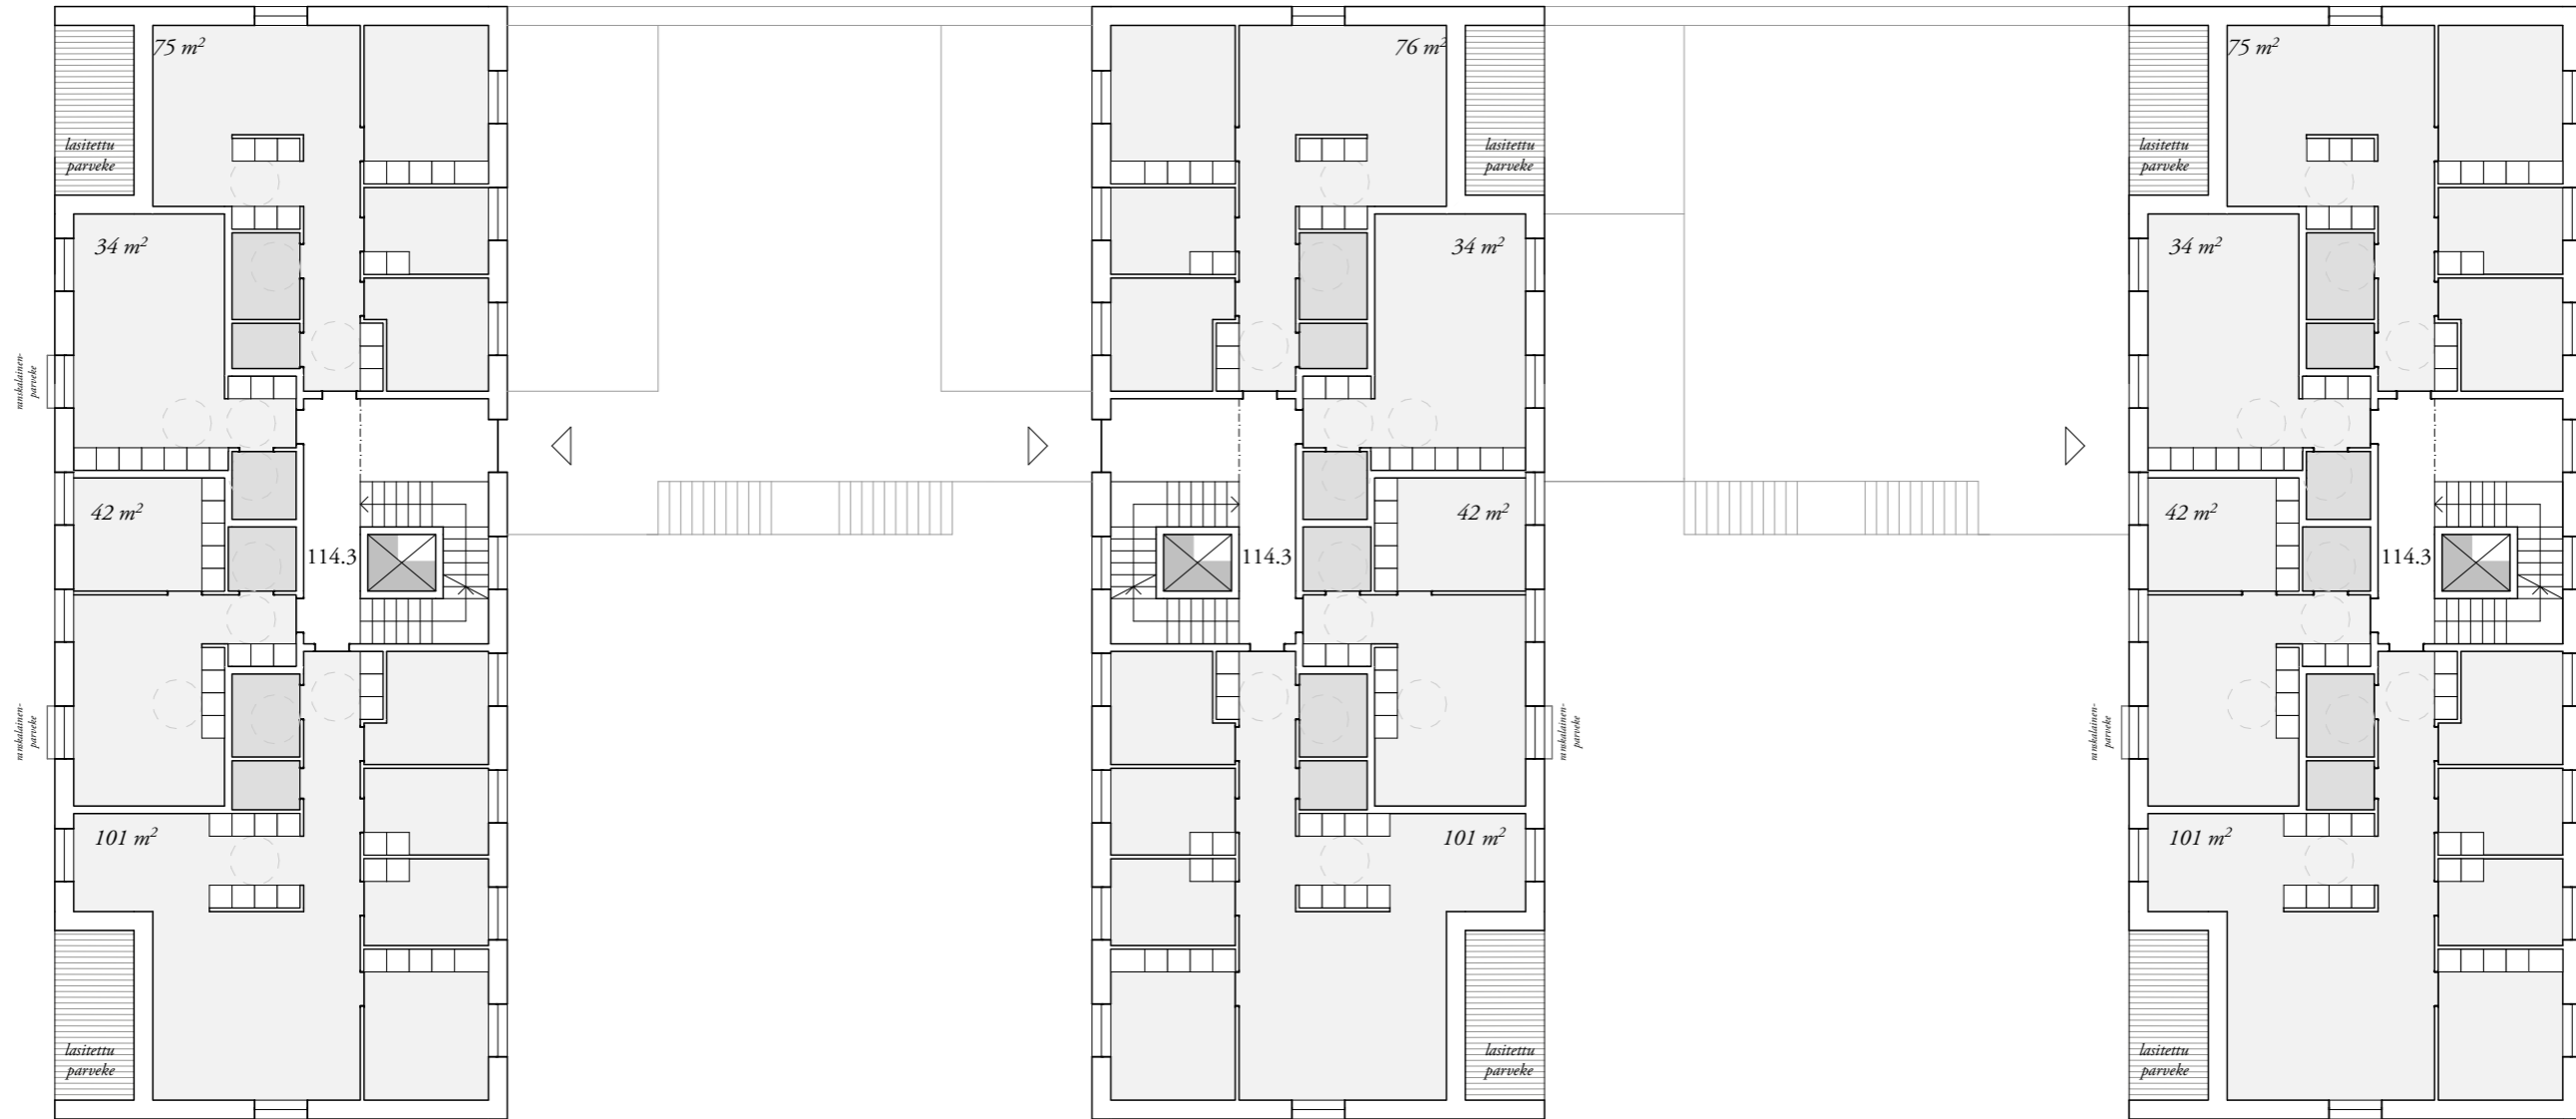 75 m²
lasitettu
parveke
34 m²
ranskalainen-
parveke
42 m²
114.3
ranskalainen-
parveke
101 m²
lasitettu
parveke
76 m²
lasitettu
parveke
34 m²
42 m²
114.3
ranskalainen-
parveke
101 m²
lasitettu
parveke
75 m²
lasitettu
parveke
34 m²
42 m²
114.3
ranskalainen-
parveke
101 m²
lasitettu
parveke